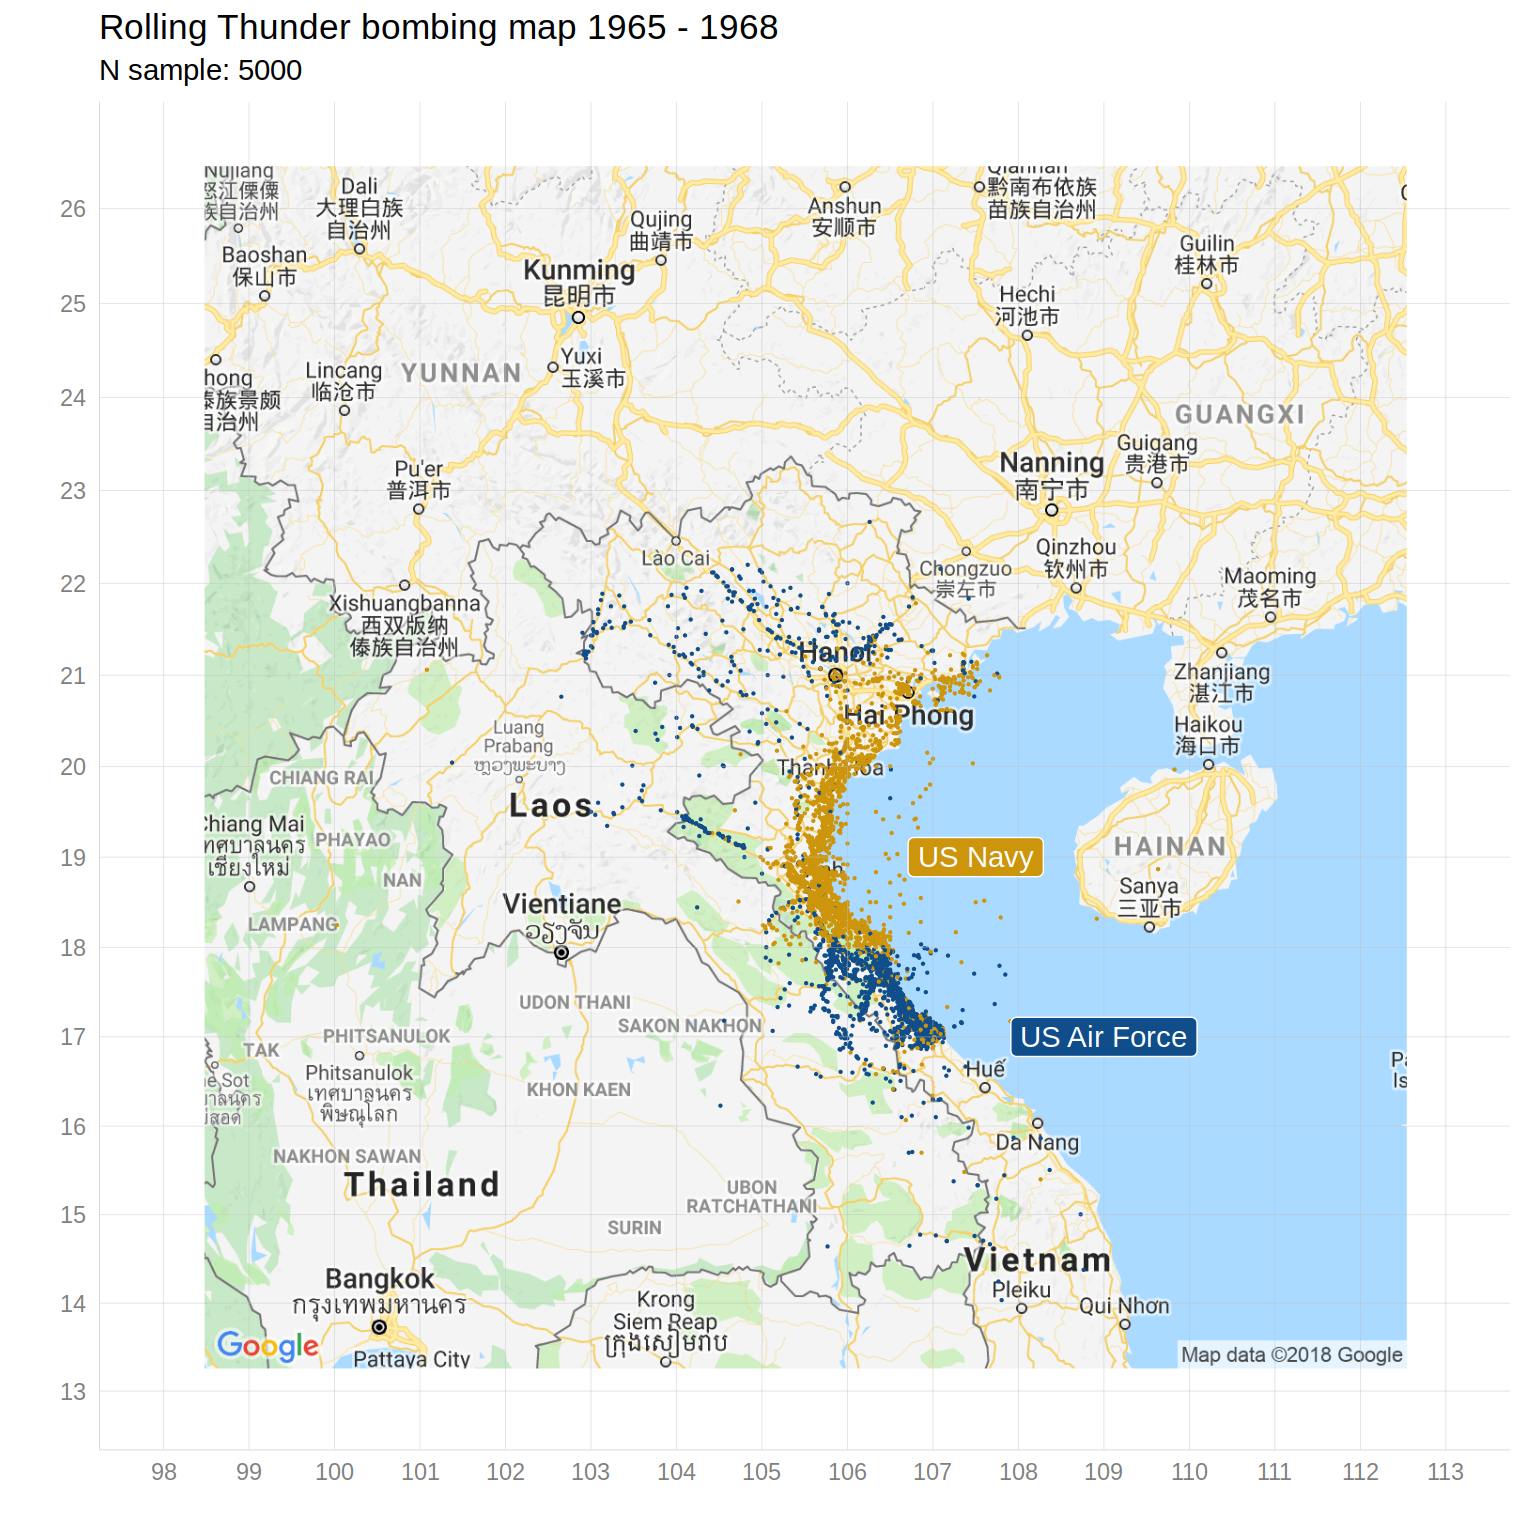 Rolling Thunder bombing map 1965 - 1968
N sample: 5000
Nujiang
怒江傈僳
族自治州
Dali
大理白族
自治州
Baoshan
保山市
Qujing
曲靖市
Kunming
昆明市
Anshun
安顺市
Qiannan
黔南布依族
苗族自治州
Guilin
桂林市
Hechi
河池市
Yuxi
玉溪市
YUNNAN
Lincang
临沧市
hong
傣族景颇
自治州
GUANGXI
Guigang
贵港市
Nanning
南宁市
Pu'er
普洱市
Lào Cai
Chongzuo
崇左市
Qinzhou
钦州市
Maoming
茂名市
Xishuangbanna
西双版纳
傣族自治州
Hanoi
Hai Phong
Zhanjiang
湛江市
Haikou
海口市
Luang
Prabang
ຫຼວງພະບາງ
Thanh Hoa
CHIANG RAI
Laos
Chiang Mai
เทศบาลนคร
เชียงใหม่
PHAYAO
NAN
US Navy
HAINAN
Sanya
三亚市
LAMPANG
Vientiane
ວຽງຈັນ
UDON THANI
SAKON NAKHON
US Air Force
PHITSANULOK
TAK
Phitsanulok
เทศบาลนคร
พิษณุโลก
KHON KAEN
Huế
Da Nang
NAKHON SAWAN
Thailand
UBON
RATCHATHANI
SURIN
Vietnam
Pleiku
Qui Nhơn
Bangkok
กรุงเทพมหานคร
Krong
Siem Reap
ក្រុងសៀមរាប
Pattaya City
Google
Map data ©2018 Google
26
25
24
23
22
21
20
19
18
17
16
15
14
13
98 99 100 101 102 103 104 105 106 107 108 109 110 111 112 113